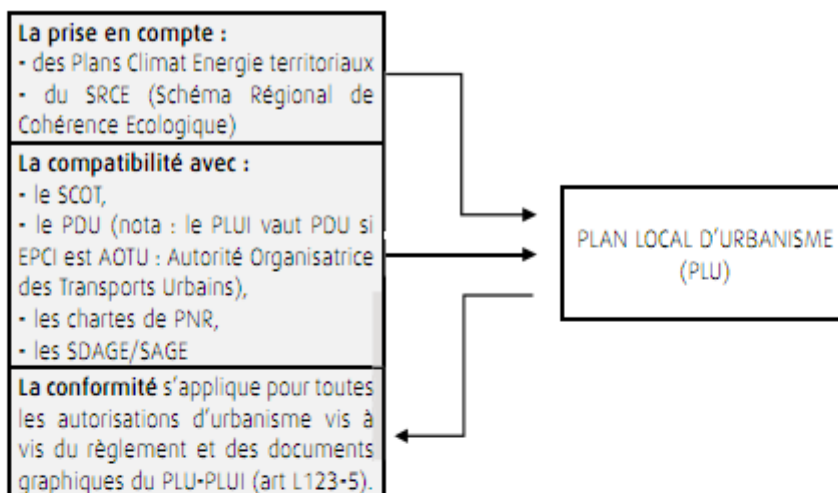 La prise en compte :
- des Plans Climat Energie territoriaux
- du SRCE (Schéma Régional de
Cohérence Ecologique)
La compatibilité avec :
- le SCOT,
- le PDU (nota : le PLUI vaut PDU si
EPCI est AOTU : Autorité Organisatrice
des Transports Urbains),
- les chartes de PNR,
- les SDAGE/SAGE
La conformité s'applique pour toutes
les autorisations d'urbanisme vis à
vis du règlement et des documents
graphiques du PLU-PLUI (art L123-5).
PLAN LOCAL D'URBANISME
(PLU)